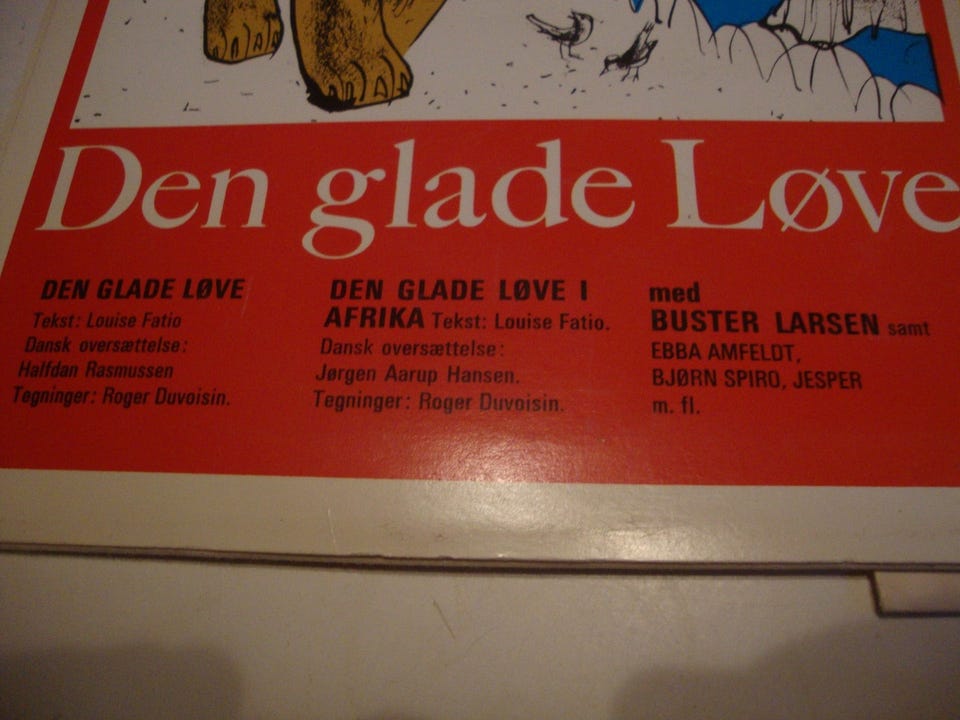 Den glade Løve
DEN GLADE LØVE
Tekst: Louise Fatio
Dansk oversættelse:
Halfdan Rasmussen
Tegninger: Roger Duvoisin.
DEN GLADE LØVE I
AFRIKA Tekst: Louise Fatio.
Dansk oversættelse:
Jørgen Aarup Hansen.
Tegninger: Roger Duvoisin.
med
BUSTER LARSEN samt
EBBA AMFELDT,
BJØRN SPIRO, JESPER
m. fl.